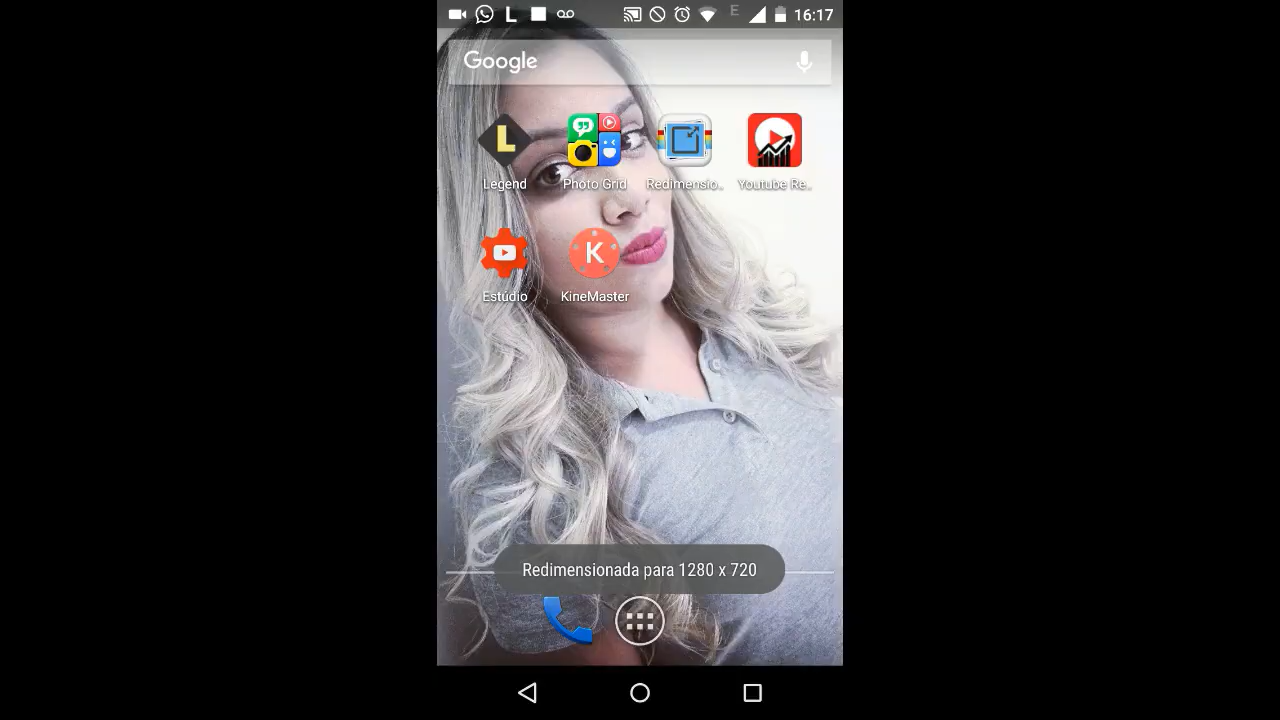 L
E
16:17
Google
L
Legend
Photo Grid
Redimensio..
Youtube Re..
K
Estúdio
KineMaster
Redimensionada para 1280 x 720